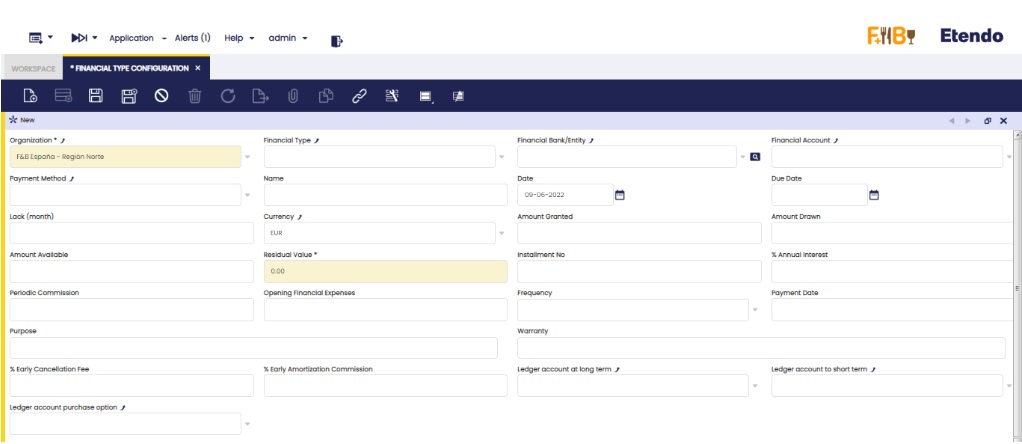 Application Alerts (1) Help admin F&B Etendo
WORKSPACE * FINANCIAL TYPE CONFIGURATION ×
New
Organization * Financial Type Financial Bank/Entity Financial Account
F&B España - Región Norte
Payment Method Name Date Due Date
09-06-2022
Lack (month) Currency Amount Granted Amount Drawn
EUR
Amount Available Residual Value * Installment No % Annual Interest
0.00
Periodic Commission Opening Financial Expenses Frequency Payment Date
Purpose Warranty
% Early Cancellation Fee % Early Amortization Commission Ledger account at long term Ledger account to short term
Ledger account purchase option